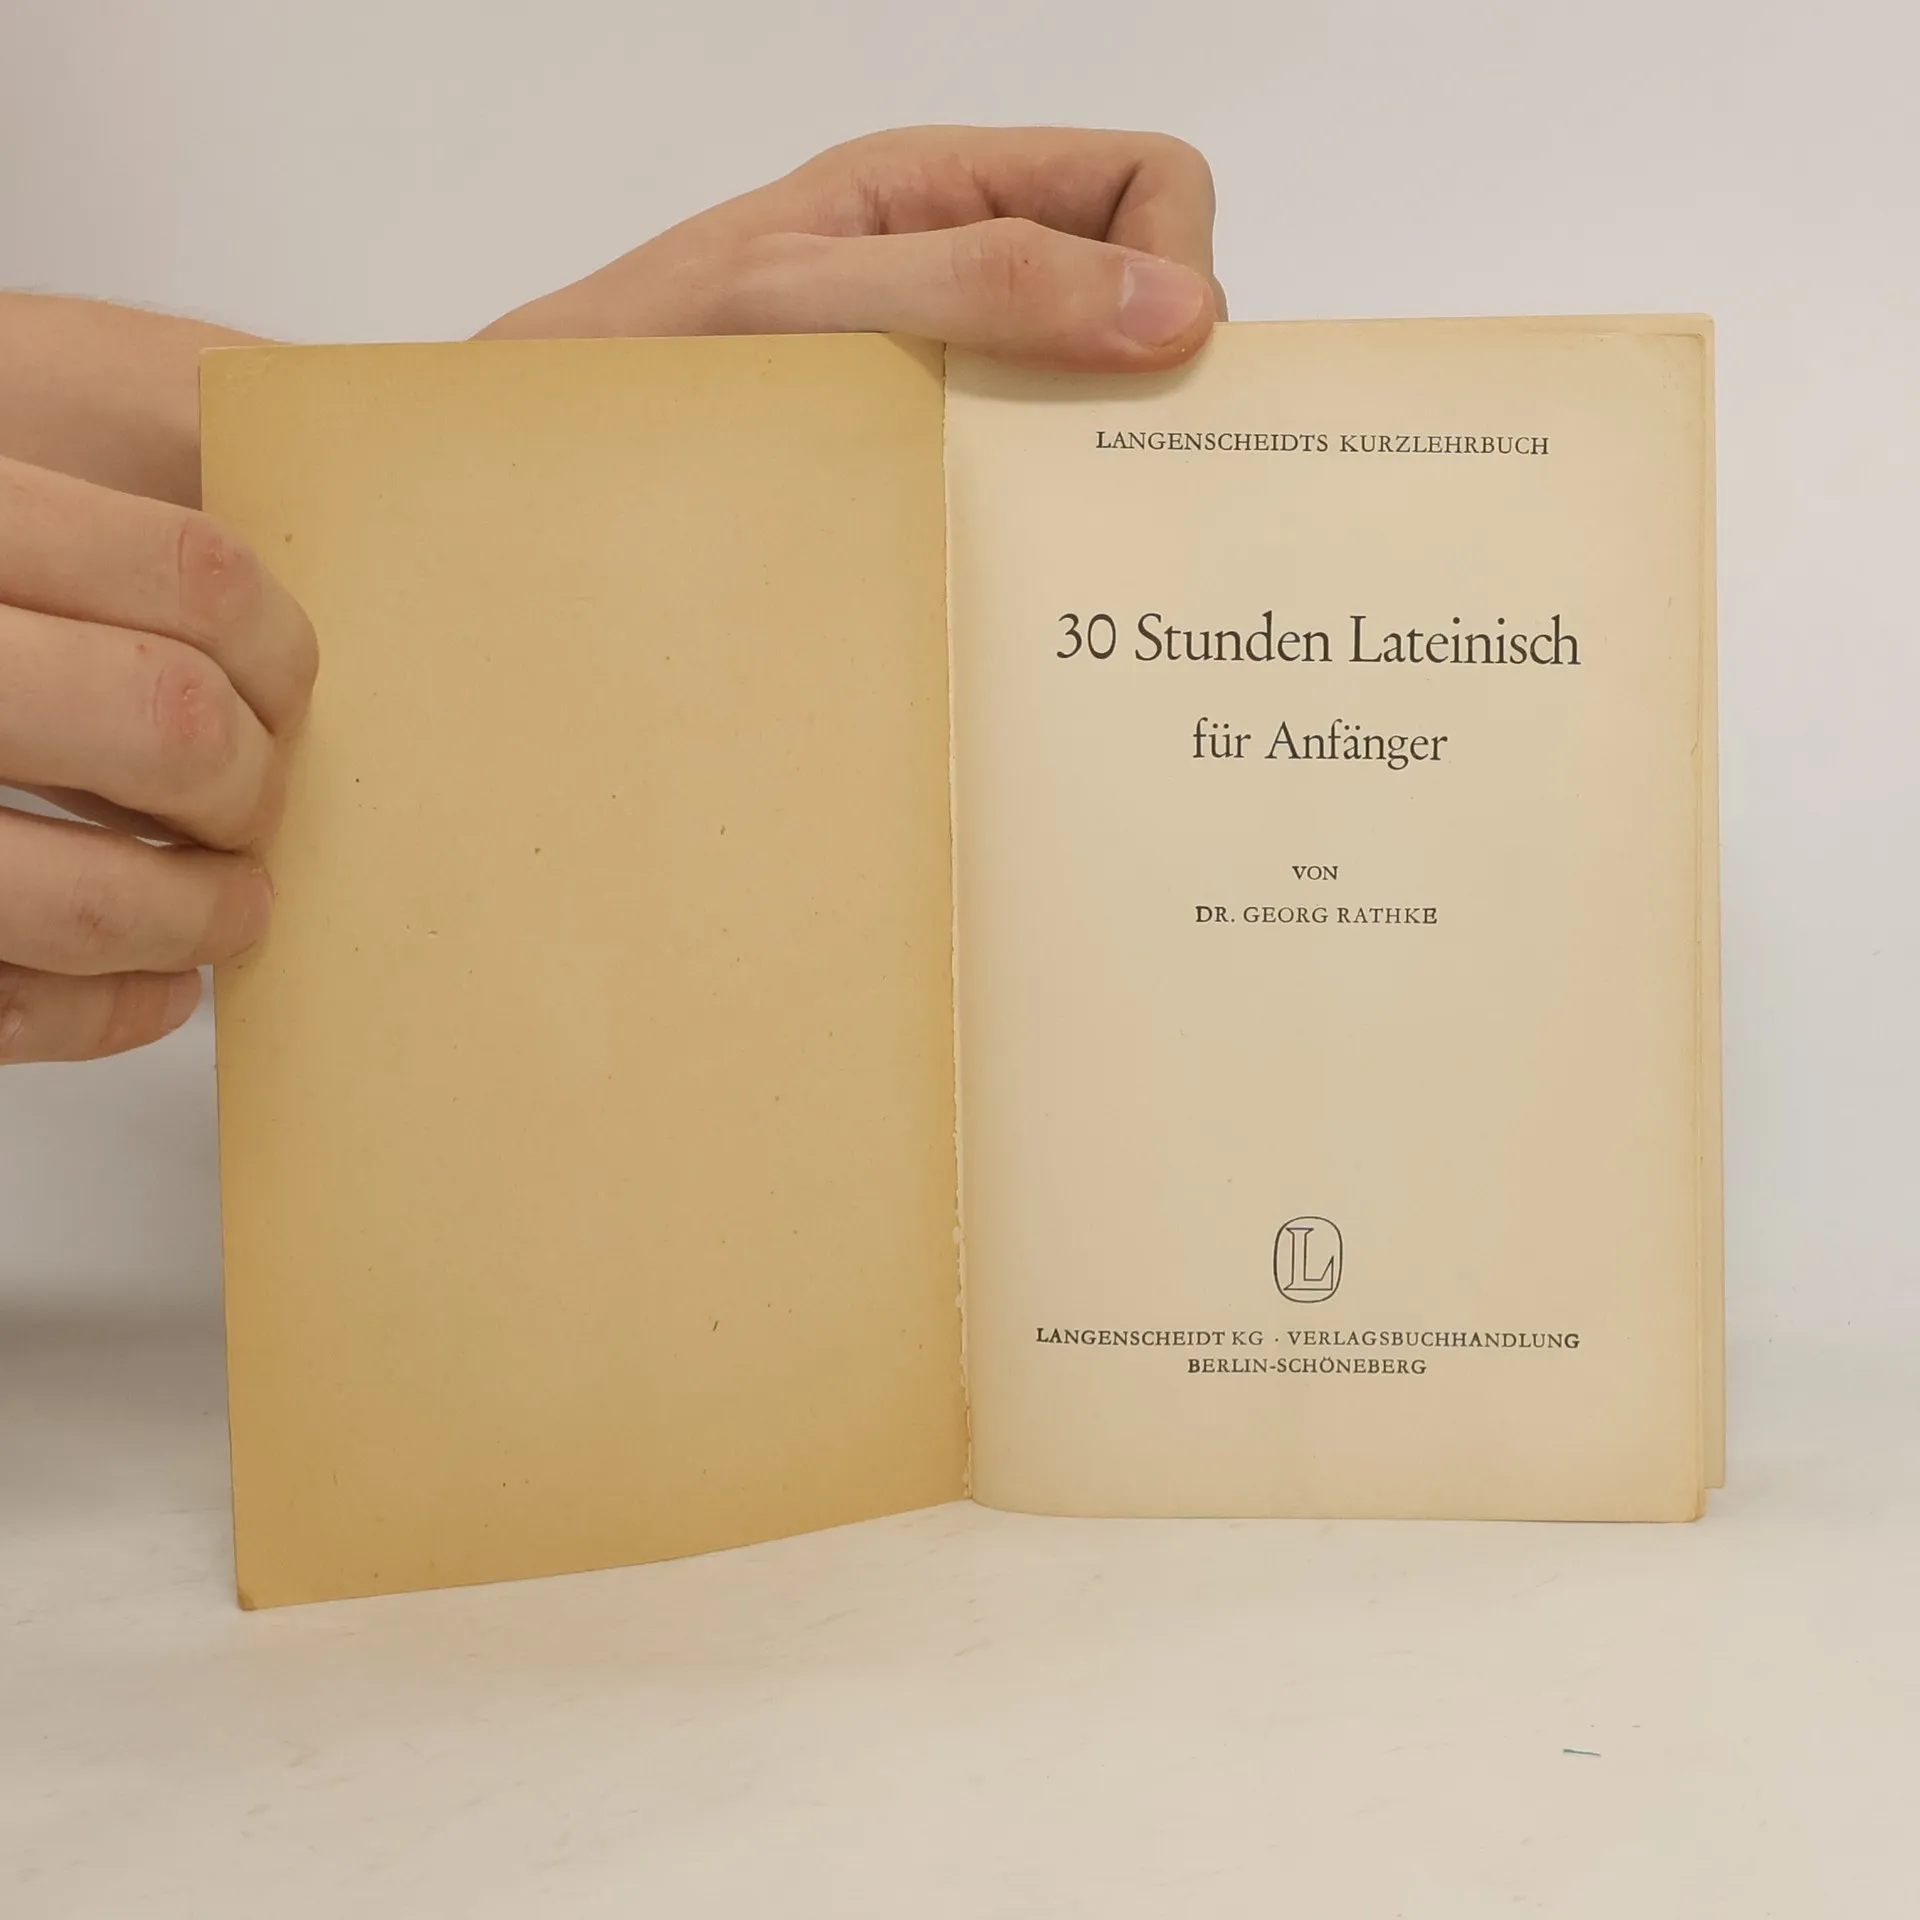 LANGENSCHEIDTS KURZLEHRBUCH
30 Stunden Lateinisch
für Anfänger
VON
DR. GEORG RATHKE
L
LANGENSCHEIDT KG · VERLAGSBUCHHANDLUNG
BERLIN-SCHÖNEBERG